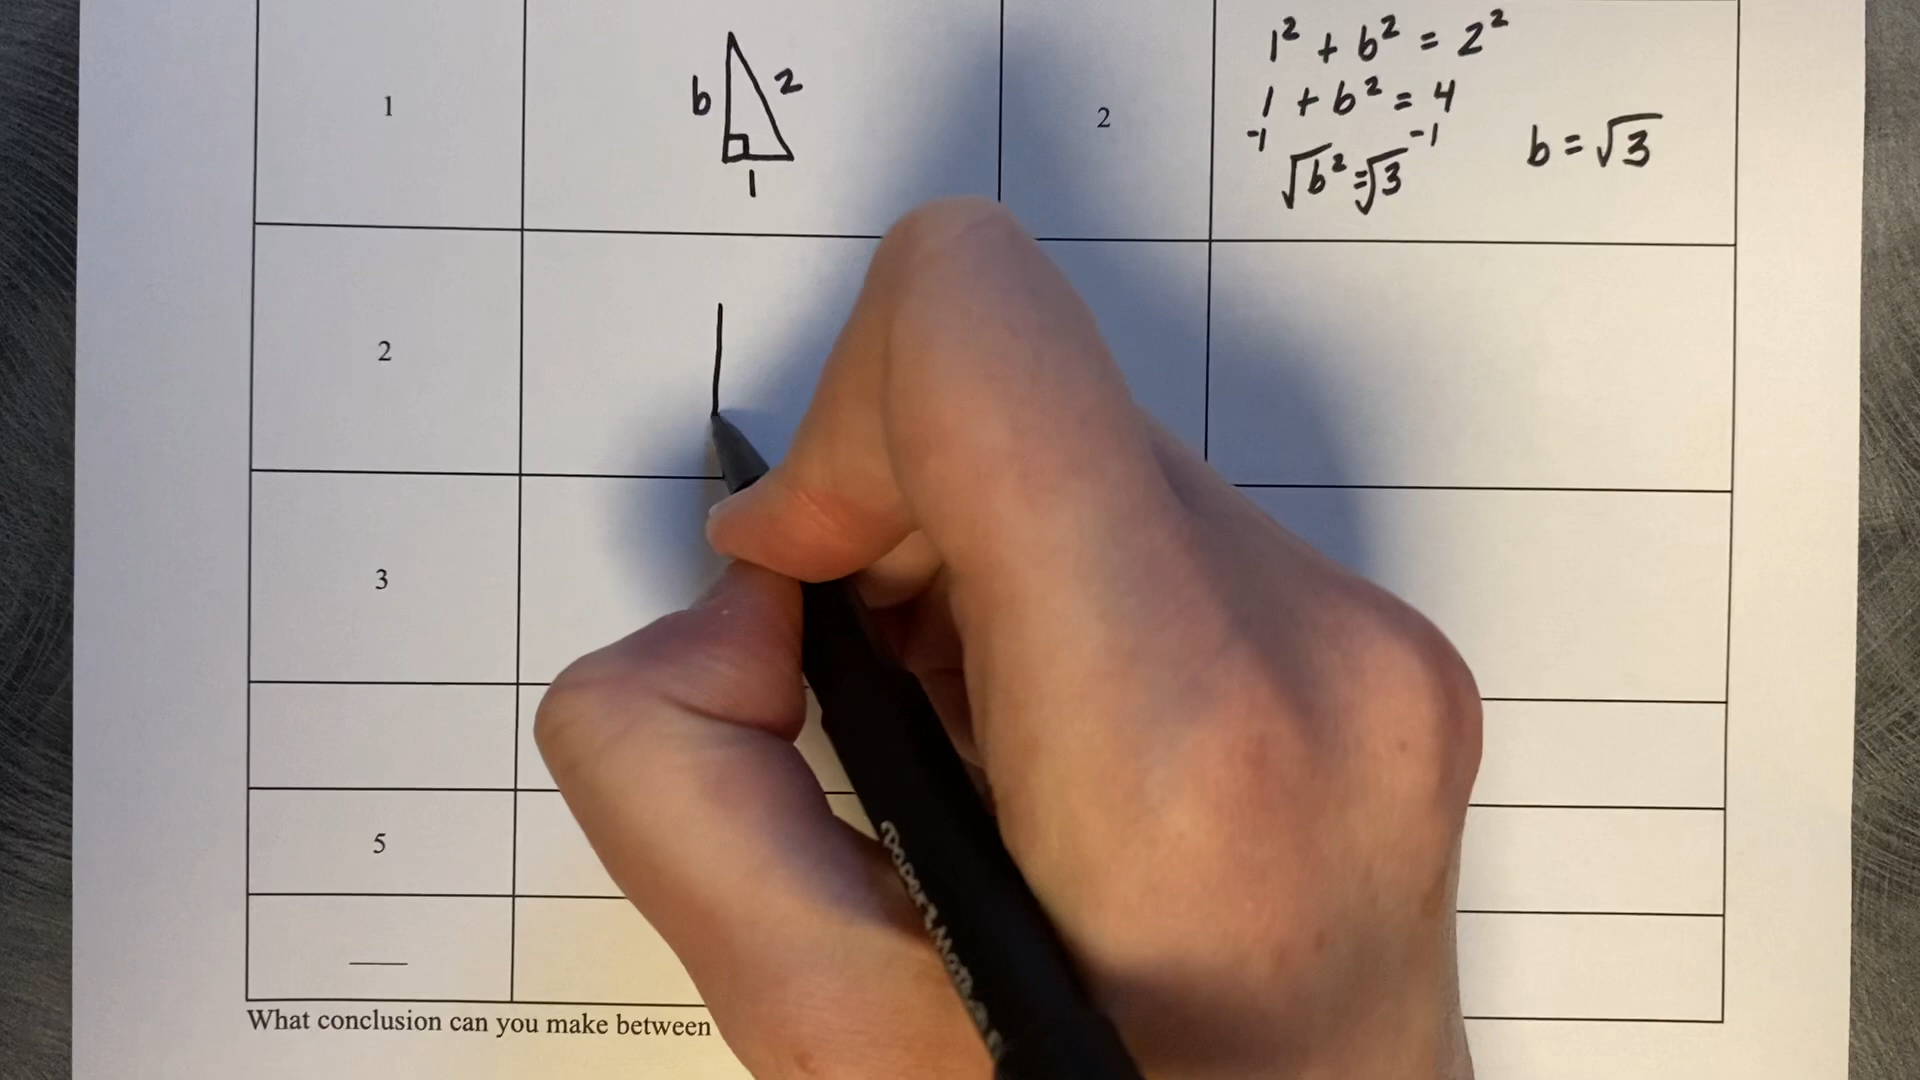 1
b 2
1
2
1² + b² = 2²
1 + b² = 4
-1 -1
√b² = √3
b = √3
2
3
5
What conclusion can you make between
PaperMate